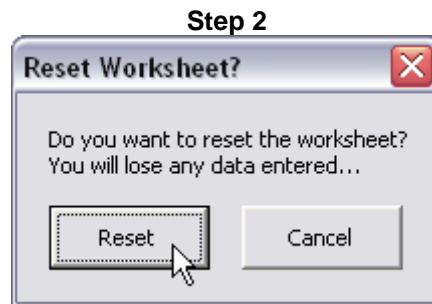 Step 2
Reset Worksheet?
Do you want to reset the worksheet?
You will lose any data entered...
Reset
Cancel